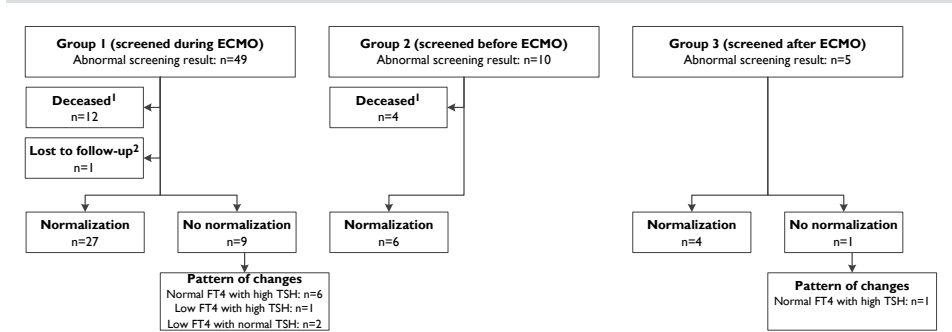 Group 1 (screened during ECMO)
Abnormal screening result: n=49
Deceased¹
n=12
Lost to follow-up²
n=1
Normalization
n=27
No normalization
n=9
Pattern of changes
Normal FT4 with high TSH: n=6
Low FT4 with high TSH: n=1
Low FT4 with normal TSH: n=2
Group 2 (screened before ECMO)
Abnormal screening result: n=10
Deceased¹
n=4
Normalization
n=6
Group 3 (screened after ECMO)
Abnormal screening result: n=5
Normalization
n=4
No normalization
n=1
Pattern of changes
Normal FT4 with high TSH: n=1